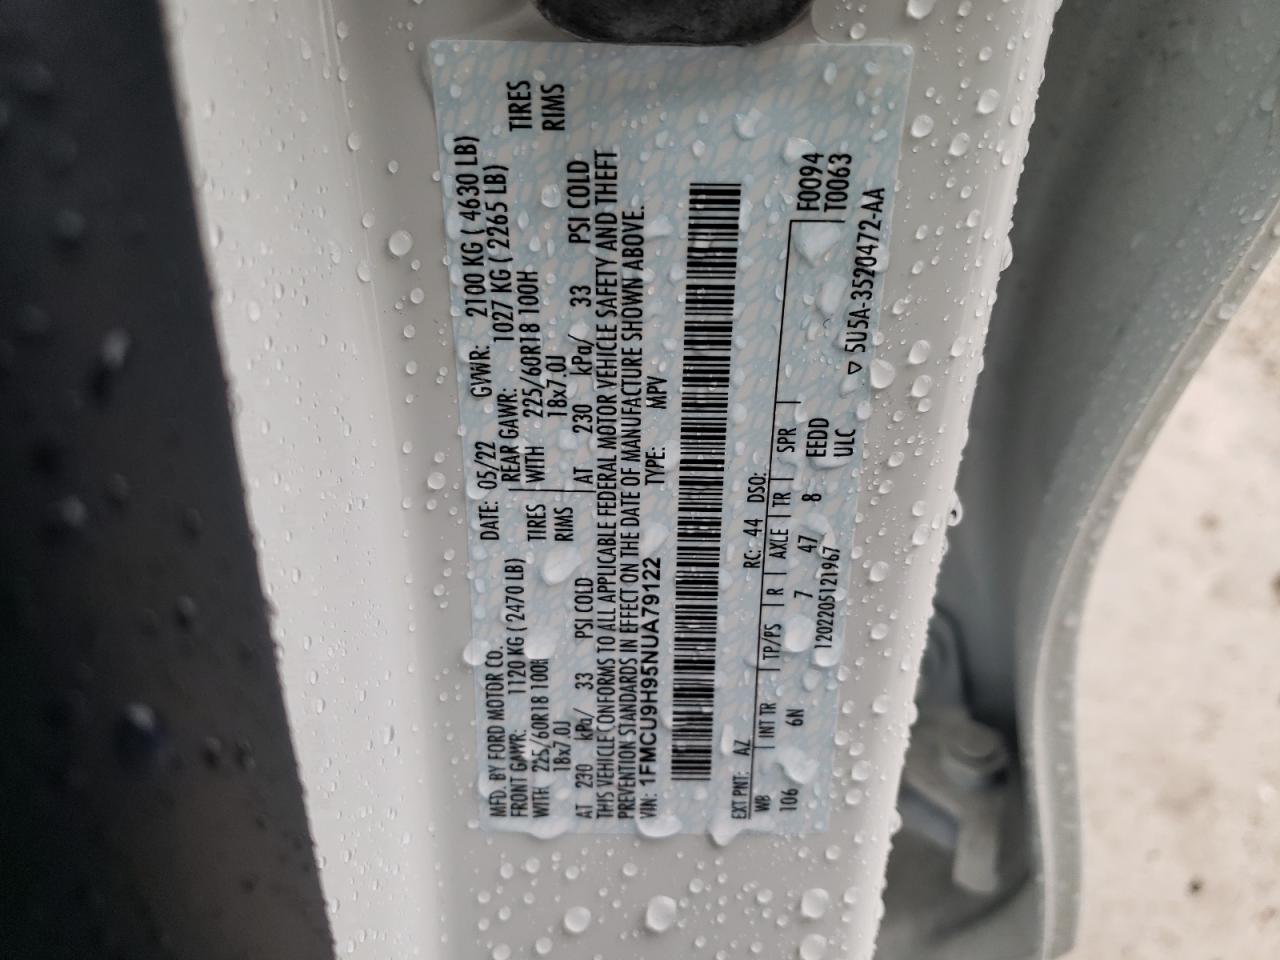 MFD. BY FORD MOTOR CO. DATE: 05/22 GVWR: 2100 KG ( 4630 LB)
FRONT GAWR: 1120 KG ( 2470 LB) REAR GAWR: 1027 KG ( 2265 LB)
WITH 225/60R18 100H TIRES WITH 225/60R18 100H TIRES
18x7.0J RIMS 18x7.0J RIMS
AT 230 kPa/ 33 PSI COLD AT 230 kPa/ 33 PSI COLD
THIS VEHICLE CONFORMS TO ALL APPLICABLE FEDERAL MOTOR VEHICLE SAFETY AND THEFT
PREVENTION STANDARDS IN EFFECT ON THE DATE OF MANUFACTURE SHOWN ABOVE.
VIN: 1FMCU9H95NUA79122 TYPE: MPV
EXT PNT: AZ RC: 44 DSO: F0094
WB INT TR TP/PS R AXLE TR SPR T0063
106 6N 7 47 8 EEDD
1202205121967 ULC ▽ 5U5A-3520472-AA